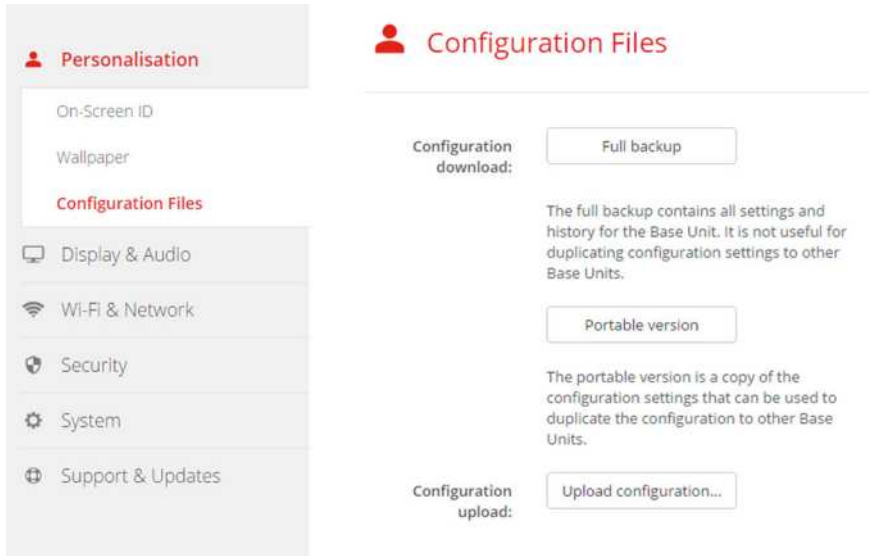 Personalisation
On-Screen ID
Wallpaper
Configuration Files
Display & Audio
Wi-Fi & Network
Security
System
Support & Updates
Configuration Files
Configuration
download:
Full backup
The full backup contains all settings and
history for the Base Unit. It is not useful for
duplicating configuration settings to other
Base Units.
Portable version
The portable version is a copy of the
configuration settings that can be used to
duplicate the configuration to other Base
Units.
Configuration
upload:
Upload configuration...